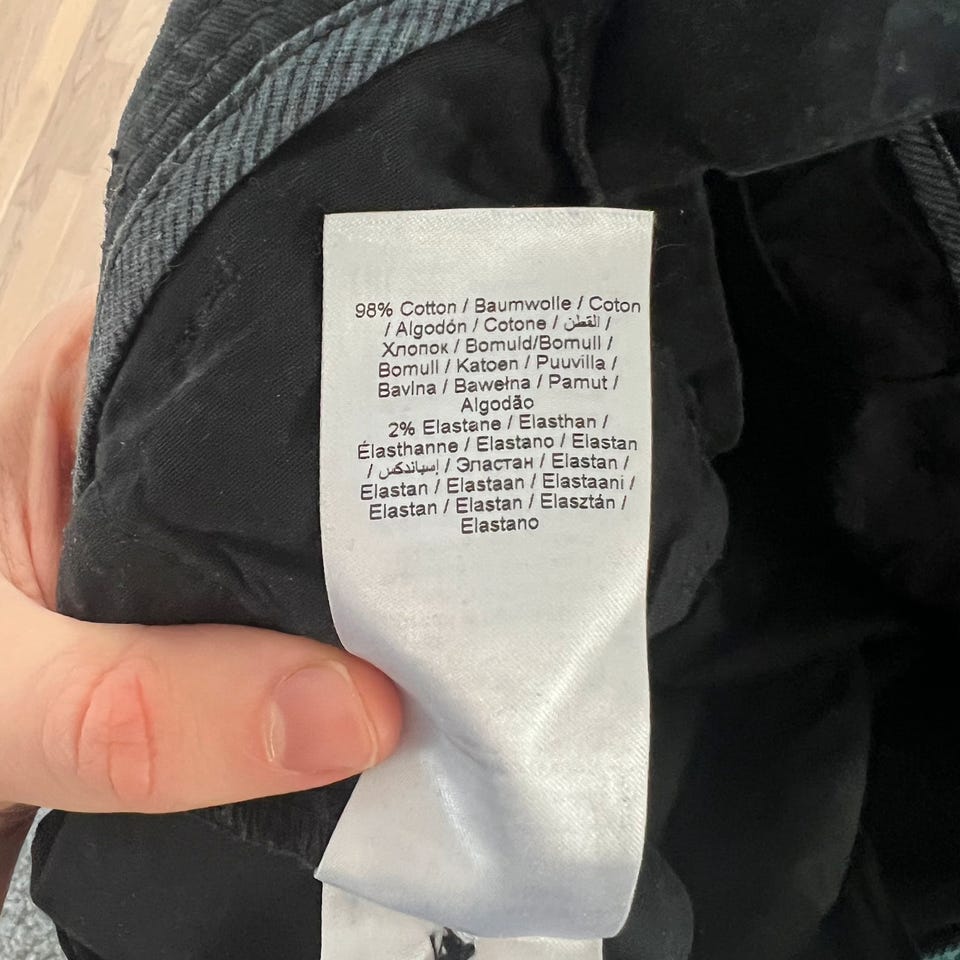 98% Cotton / Baumwolle / Coton
/ Algodón / Cotone / القطن /
Хлопок / Bomuld/Bomull /
Bomull / Katoen / Puuvilla /
Bavlna / Bawełna / Pamut /
Algodão
2% Elastane / Elasthan /
Élasthanne / Elastano / Elastan
/ إسباندكس / Эластан / Elastan /
Elastan / Elastaan / Elastaani /
Elastan / Elastan / Elasztán /
Elastano